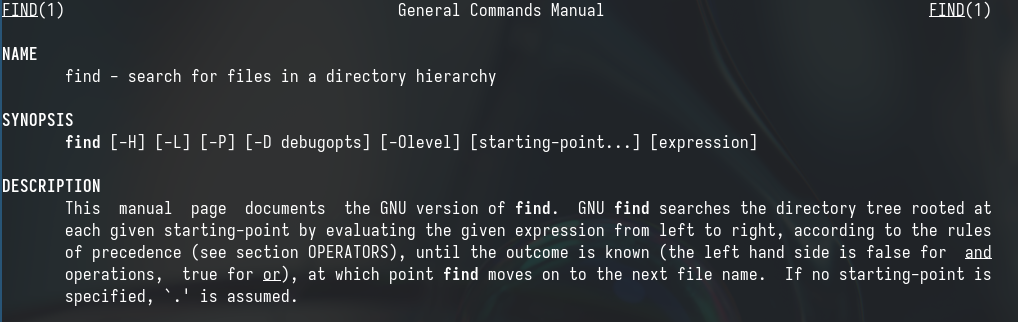 FIND(1) General Commands Manual FIND(1)
NAME
find - search for files in a directory hierarchy
SYNOPSIS
find [-H] [-L] [-P] [-D debugopts] [-Olevel] [starting-point...] [expression]
DESCRIPTION
This manual page documents the GNU version of find. GNU find searches the directory tree rooted at
each given starting-point by evaluating the given expression from left to right, according to the rules
of precedence (see section OPERATORS), until the outcome is known (the left hand side is false for and
operations, true for or), at which point find moves on to the next file name. If no starting-point is
specified, `.' is assumed.